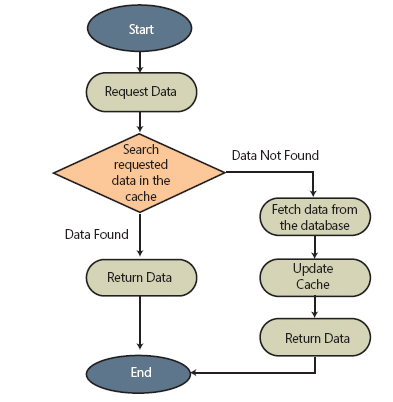 Start
Request Data
Search
requested
data in the
cache
Data Not Found
Fetch data from
the database
Data Found
Update
Cache
Return Data
Return Data
End